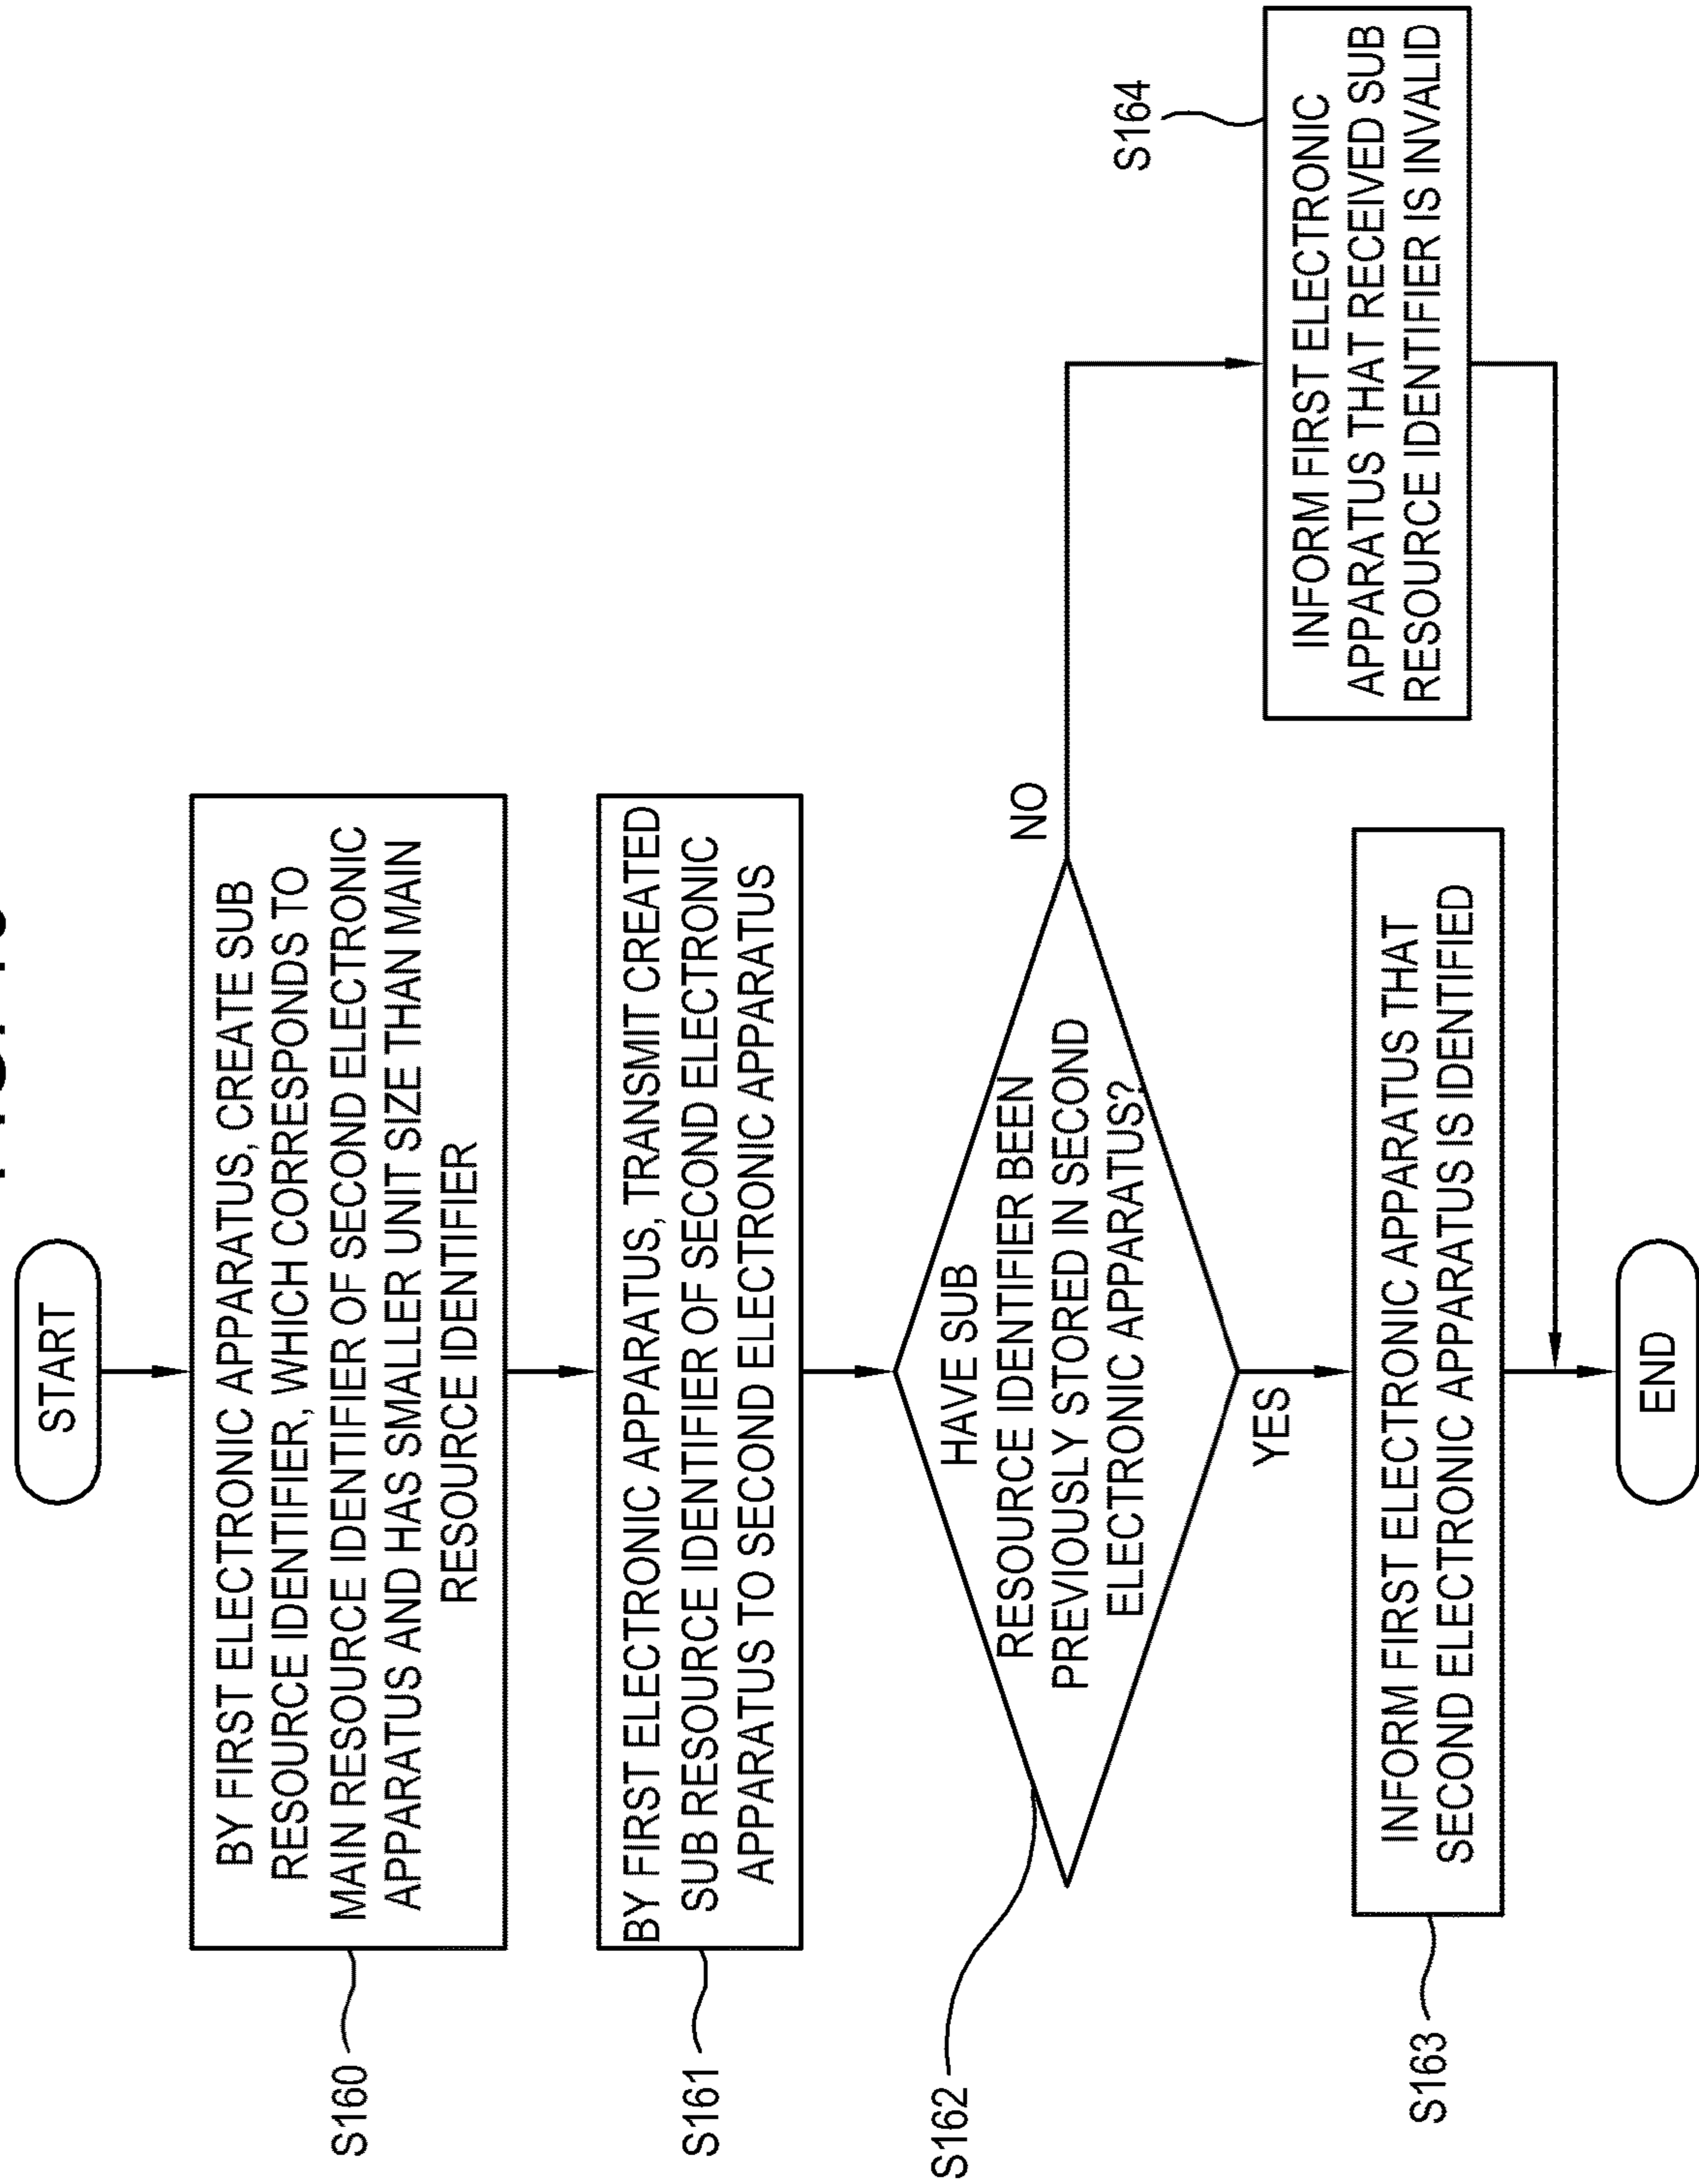 START
BY FIRST ELECTRONIC APPARATUS, CREATE SUB
RESOURCE IDENTIFIER, WHICH CORRESPONDS TO
MAIN RESOURCE IDENTIFIER OF SECOND ELECTRONIC
APPARATUS AND HAS SMALLER UNIT SIZE THAN MAIN
RESOURCE IDENTIFIER
S160
BY FIRST ELECTRONIC APPARATUS, TRANSMIT CREATED
SUB RESOURCE IDENTIFIER OF SECOND ELECTRONIC
APPARATUS TO SECOND ELECTRONIC APPARATUS
S161
HAVE SUB
RESOURCE IDENTIFIER BEEN
PREVIOUSLY STORED IN SECOND
ELECTRONIC APPARATUS?
S162
NO
YES
INFORM FIRST ELECTRONIC
APPARATUS THAT RECEIVED SUB
RESOURCE IDENTIFIER IS INVALID
S164
INFORM FIRST ELECTRONIC APPARATUS THAT
SECOND ELECTRONIC APPARATUS IS IDENTIFIED
S163
END